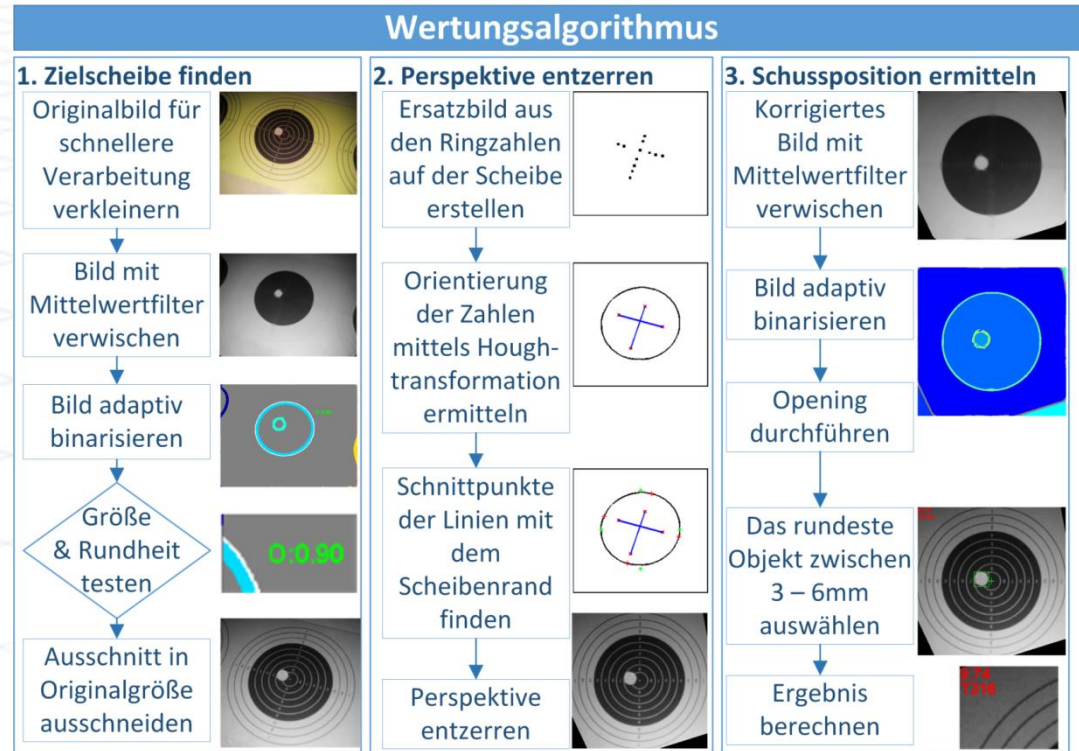 Wertungsalgorithmus
1. Zielscheibe finden
Originalbild für
schnellere
Verarbeitung
verkleinern
Bild mit
Mittelwertfilter
verwischen
Bild adaptiv
binarisieren
Größe
& Rundheit
testen
O:0.90
Ausschnitt in
Originalgröße
ausschneiden
2. Perspektive entzerren
Ersatzbild aus
den Ringzahlen
auf der Scheibe
erstellen
Orientierung
der Zahlen
mittels Hough-
transformation
ermitteln
Schnittpunkte
der Linien mit
dem
Scheibenrand
finden
Perspektive
entzerren
3. Schussposition ermitteln
Korrigiertes
Bild mit
Mittelwertfilter
verwischen
Bild adaptiv
binarisieren
Opening
durchführen
Das rundeste
Objekt zwischen
3 – 6mm
auswählen
Ergebnis
berechnen
T316